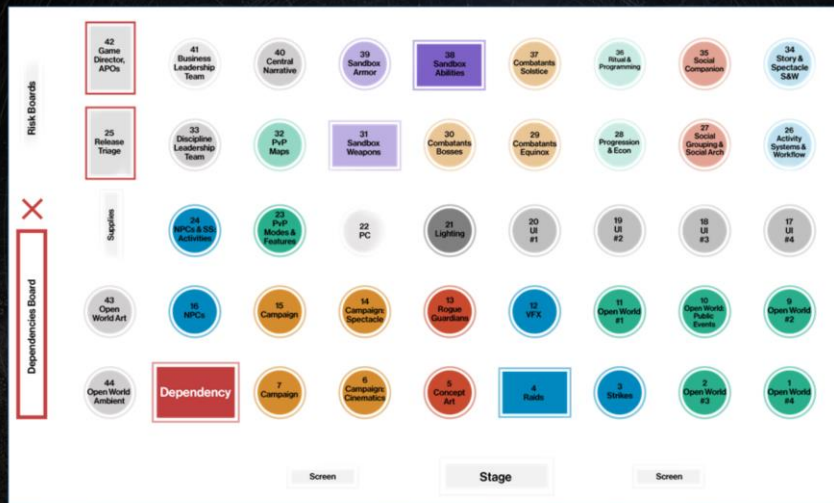 42
Game
Director,
APOs
41
Business
Leadership
Team
40
Central
Narrative
39
Sandbox
Armor
38
Sandbox
Abilities
37
Combatants
Solstice
36
Ritual &
Programming
35
Social
Companion
34
Story &
Spectacle
S&W
Risk Boards
25
Release
Triage
33
Discipline
Leadership
Team
32
PvP
Maps
31
Sandbox
Weapons
30
Combatants
Bosses
29
Combatants
Equinox
28
Progression
& Econ
27
Social
Grouping &
Social Arch
26
Activity
Systems &
Workflow
Supplies
24
NPCs & SS:
Activities
23
PvP
Modes &
Features
22
PC
21
Lighting
20
UI
#1
19
UI
#2
18
UI
#3
17
UI
#4
Dependencies Board
43
Open
World Art
16
NPCs
15
Campaign
14
Campaign:
Spectacle
13
Rogue
Guardians
12
VFX
11
Open World
#1
10
Open World:
Public
Events
9
Open World
#2
44
Open World
Ambient
Dependency
7
Campaign
6
Campaign:
Cinematics
5
Concept
Art
4
Raids
3
Strikes
2
Open World
#3
1
Open World
#4
Screen
Stage
Screen